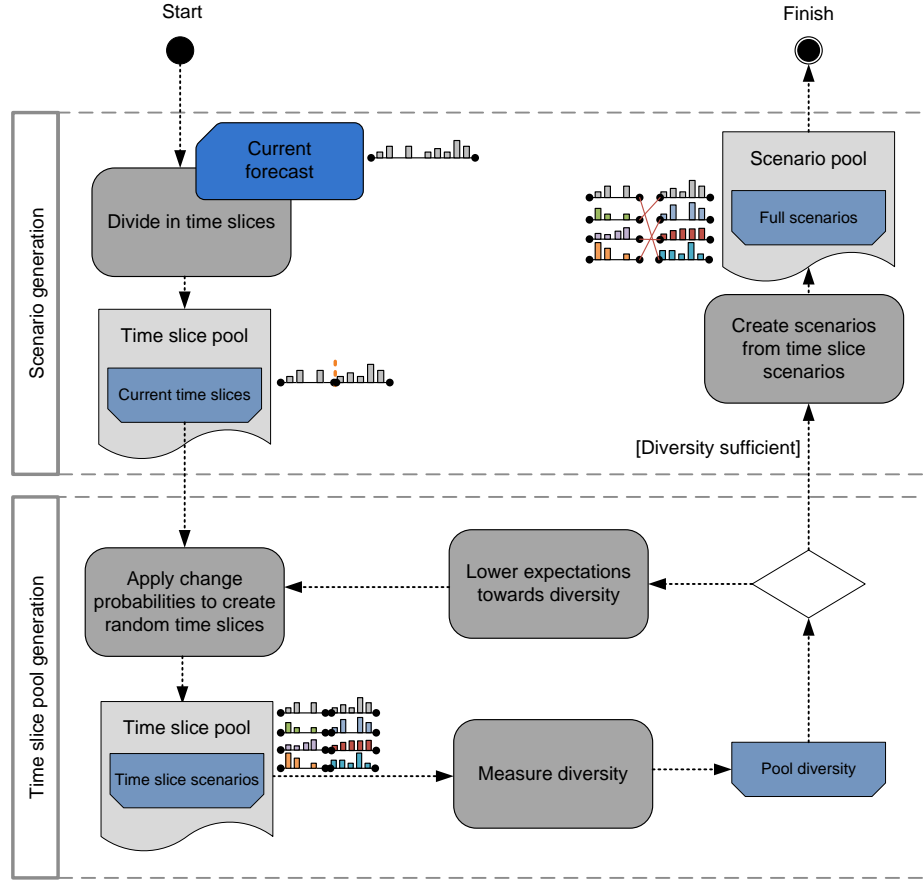 Start
Finish
Scenario generation
Current
forecast
Divide in time slices
Scenario pool
Full scenarios
Time slice pool
Current time slices
Create scenarios
from time slice
scenarios
[Diversity sufficient]
Time slice pool generation
Apply change
probabilities to create
random time slices
Lower expectations
towards diversity
Time slice pool
Time slice scenarios
Measure diversity
Pool diversity